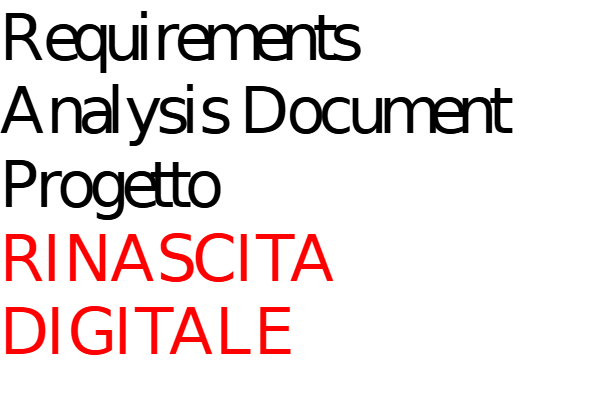 Requirements
Analysis Document
Progetto
RINASCITA
DIGITALE